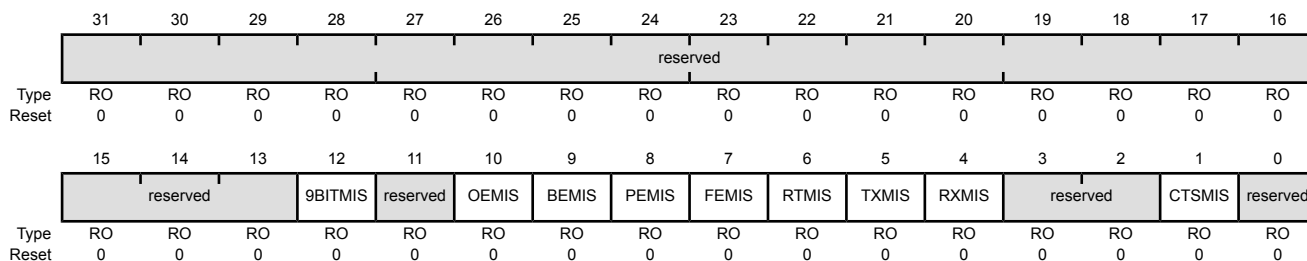 31 30 29 28 27 26 25 24 23 22 21 20 19 18 17 16
reserved
Type RO RO RO RO RO RO RO RO RO RO RO RO RO RO RO RO
Reset 0 0 0 0 0 0 0 0 0 0 0 0 0 0 0 0
15 14 13 12 11 10 9 8 7 6 5 4 3 2 1 0
reserved 9BITMIS reserved OEMIS BEMIS PEMIS FEMIS RTMIS TXMIS RXMIS reserved CTSMIS reserved
Type RO RO RO RO RO RO RO RO RO RO RO RO RO RO RO RO
Reset 0 0 0 0 0 0 0 0 0 0 0 0 0 0 0 0